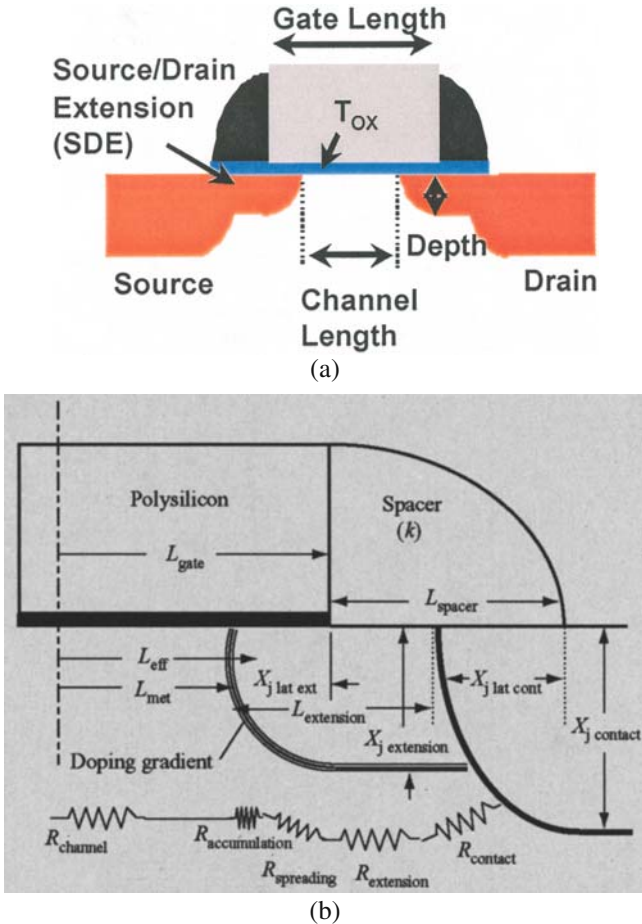 Gate Length
Source/Drain
Extension
(SDE)
TOX
Depth
Source
Drain
Channel
Length
(a)
Polysilicon
Spacer
(k)
Lgate
Lspacer
Leff
Xj lat ext
Xj lat cont
Lmet
Lextension
Xj extension
Xj contact
Doping gradient
Rchannel
Raccumulation
Rspreading
Rextension
Rcontact
(b)